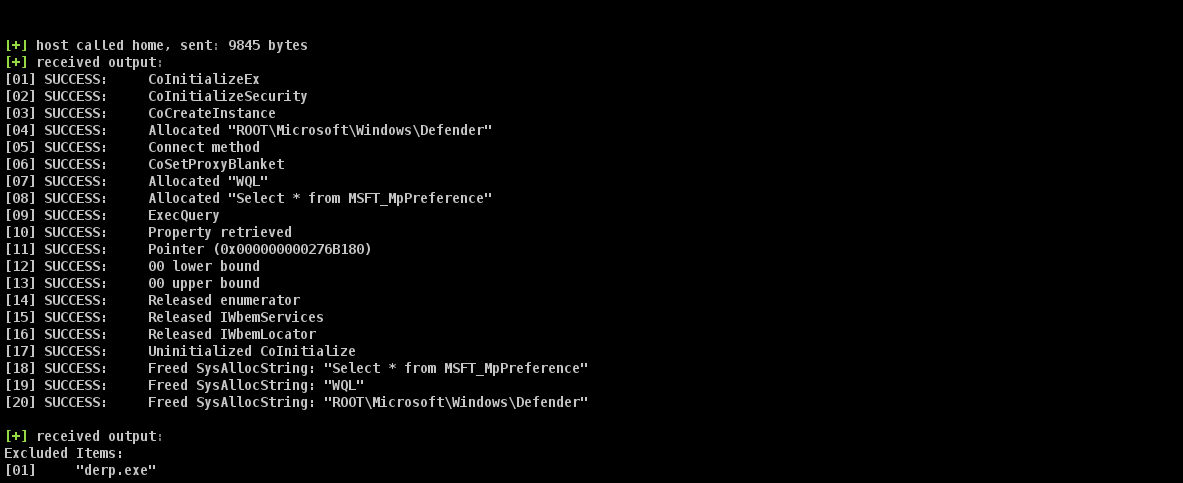 [+] host called home, sent: 9845 bytes
[+] received output:
[01] SUCCESS:     CoInitializeEx
[02] SUCCESS:     CoInitializeSecurity
[03] SUCCESS:     CoCreateInstance
[04] SUCCESS:     Allocated "ROOT\Microsoft\Windows\Defender"
[05] SUCCESS:     Connect method
[06] SUCCESS:     CoSetProxyBlanket
[07] SUCCESS:     Allocated "WQL"
[08] SUCCESS:     Allocated "Select * from MSFT_MpPreference"
[09] SUCCESS:     ExecQuery
[10] SUCCESS:     Property retrieved
[11] SUCCESS:     Pointer (0x000000000276B180)
[12] SUCCESS:     00 lower bound
[13] SUCCESS:     00 upper bound
[14] SUCCESS:     Released enumerator
[15] SUCCESS:     Released IWbemServices
[16] SUCCESS:     Released IWbemLocator
[17] SUCCESS:     Uninitialized CoInitialize
[18] SUCCESS:     Freed SysAllocString: "Select * from MSFT_MpPreference"
[19] SUCCESS:     Freed SysAllocString: "WQL"
[20] SUCCESS:     Freed SysAllocString: "ROOT\Microsoft\Windows\Defender"
[+] received output:
Excluded Items:
[01]     "derp.exe"